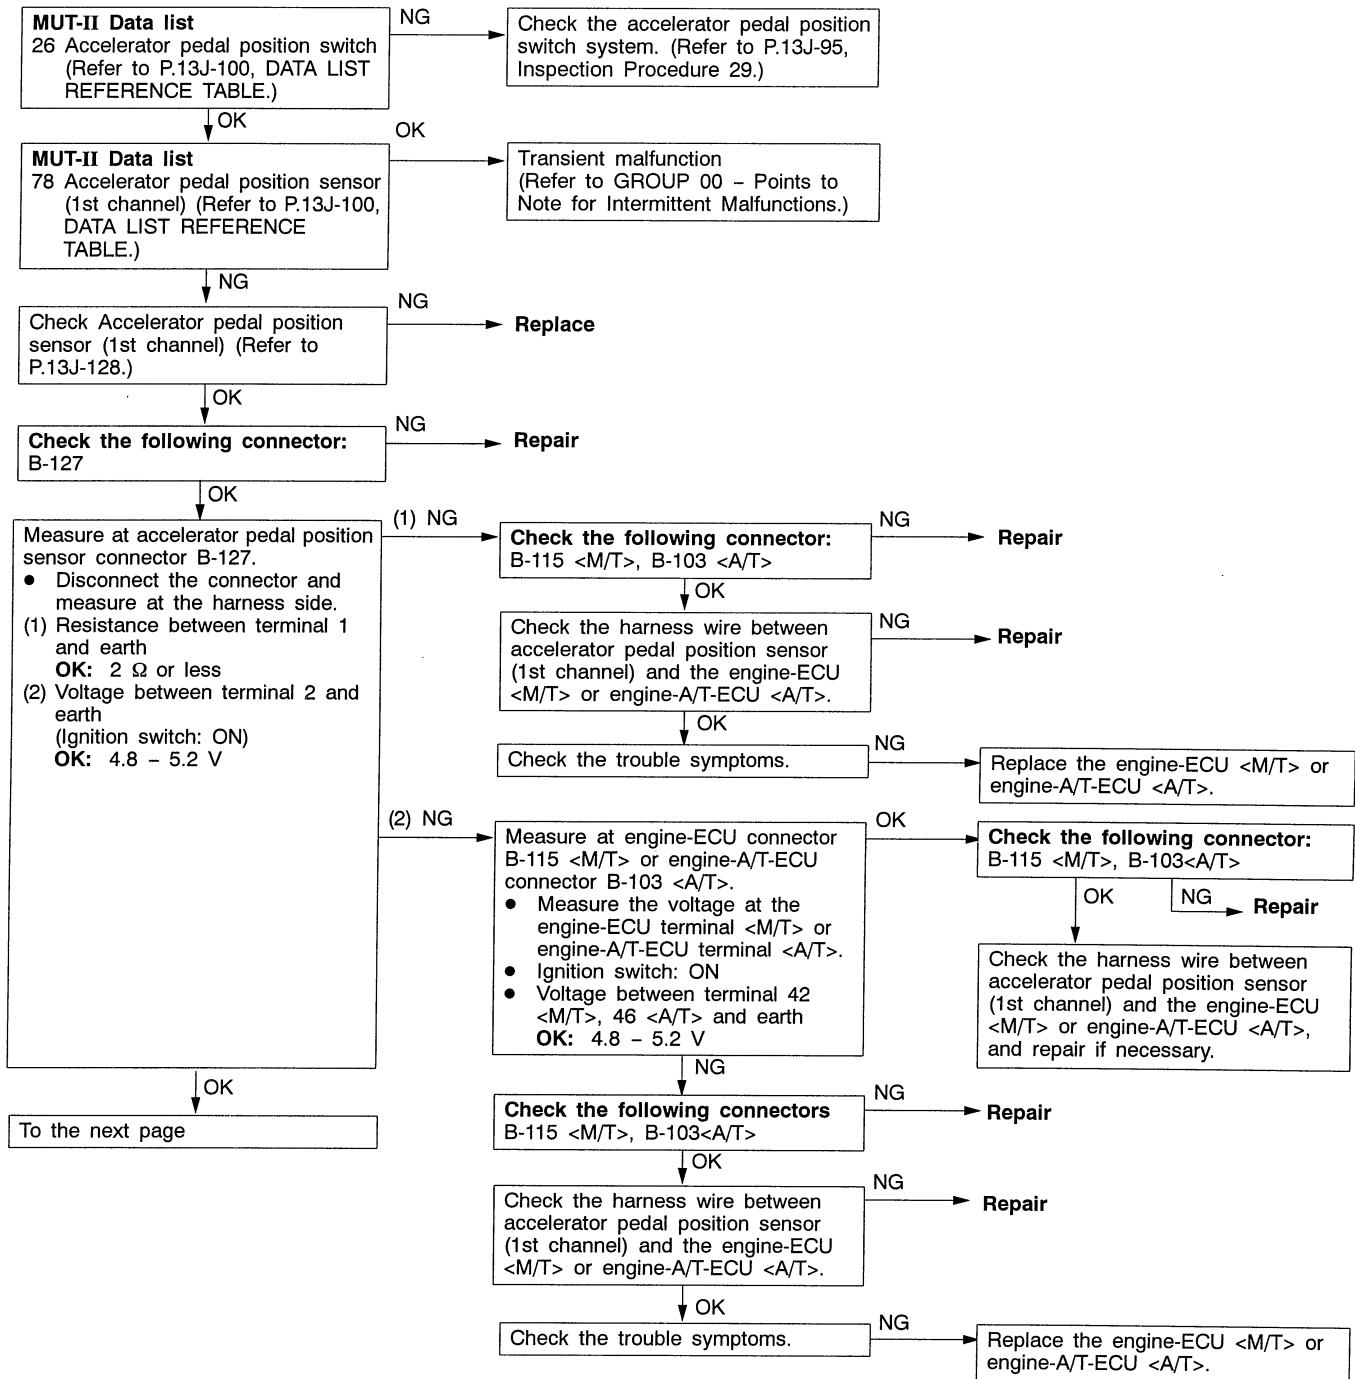 MUT-II Data list
26 Accelerator pedal position switch
(Refer to P.13J-100, DATA LIST
REFERENCE TABLE.)
NG
Check the accelerator pedal position
switch system. (Refer to P.13J-95,
Inspection Procedure 29.)
OK
MUT-II Data list
78 Accelerator pedal position sensor
(1st channel) (Refer to P.13J-100,
DATA LIST REFERENCE
TABLE.)
OK
Transient malfunction
(Refer to GROUP 00 – Points to
Note for Intermittent Malfunctions.)
NG
Check Accelerator pedal position
sensor (1st channel) (Refer to
P.13J-128.)
NG
Replace
OK
Check the following connector:
B-127
NG
Repair
OK
Measure at accelerator pedal position
sensor connector B-127.
● Disconnect the connector and
measure at the harness side.
(1) Resistance between terminal 1
and earth
OK: 2 Ω or less
(2) Voltage between terminal 2 and
earth
(Ignition switch: ON)
OK: 4.8 – 5.2 V
(1) NG
Check the following connector:
B-115 <M/T>, B-103 <A/T>
NG
Repair
OK
Check the harness wire between
accelerator pedal position sensor
(1st channel) and the engine-ECU
<M/T> or engine-A/T-ECU <A/T>.
NG
Repair
OK
Check the trouble symptoms.
NG
Replace the engine-ECU <M/T> or
engine-A/T-ECU <A/T>.
(2) NG
Measure at engine-ECU connector
B-115 <M/T> or engine-A/T-ECU
connector B-103 <A/T>.
● Measure the voltage at the
engine-ECU terminal <M/T> or
engine-A/T-ECU terminal <A/T>.
● Ignition switch: ON
● Voltage between terminal 42
<M/T>, 46 <A/T> and earth
OK: 4.8 – 5.2 V
OK
Check the following connector:
B-115 <M/T>, B-103<A/T>
OK
NG
Repair
Check the harness wire between
accelerator pedal position sensor
(1st channel) and the engine-ECU
<M/T> or engine-A/T-ECU <A/T>,
and repair if necessary.
NG
Check the following connectors
B-115 <M/T>, B-103<A/T>
NG
Repair
OK
Check the harness wire between
accelerator pedal position sensor
(1st channel) and the engine-ECU
<M/T> or engine-A/T-ECU <A/T>.
NG
Repair
OK
Check the trouble symptoms.
NG
Replace the engine-ECU <M/T> or
engine-A/T-ECU <A/T>.
OK
To the next page